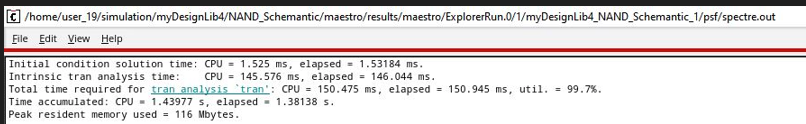 /home/user_19/simulation/myDesignLib4/NAND_Schematic/maestro/results/maestro/ExplorerRun.0/1/myDesignLib4_NAND_Schematic_1/psf/spectre.out
File Edit View Help
Initial condition solution time: CPU = 1.525 ms, elapsed = 1.53184 ms.
Intrinsic tran analysis time:    CPU = 145.576 ms, elapsed = 146.044 ms.
Total time required for tran analysis `tran': CPU = 150.475 ms, elapsed = 150.945 ms, util. = 99.7%.
Time accumulated: CPU = 1.43977 s, elapsed = 1.38138 s.
Peak resident memory used = 116 Mbytes.